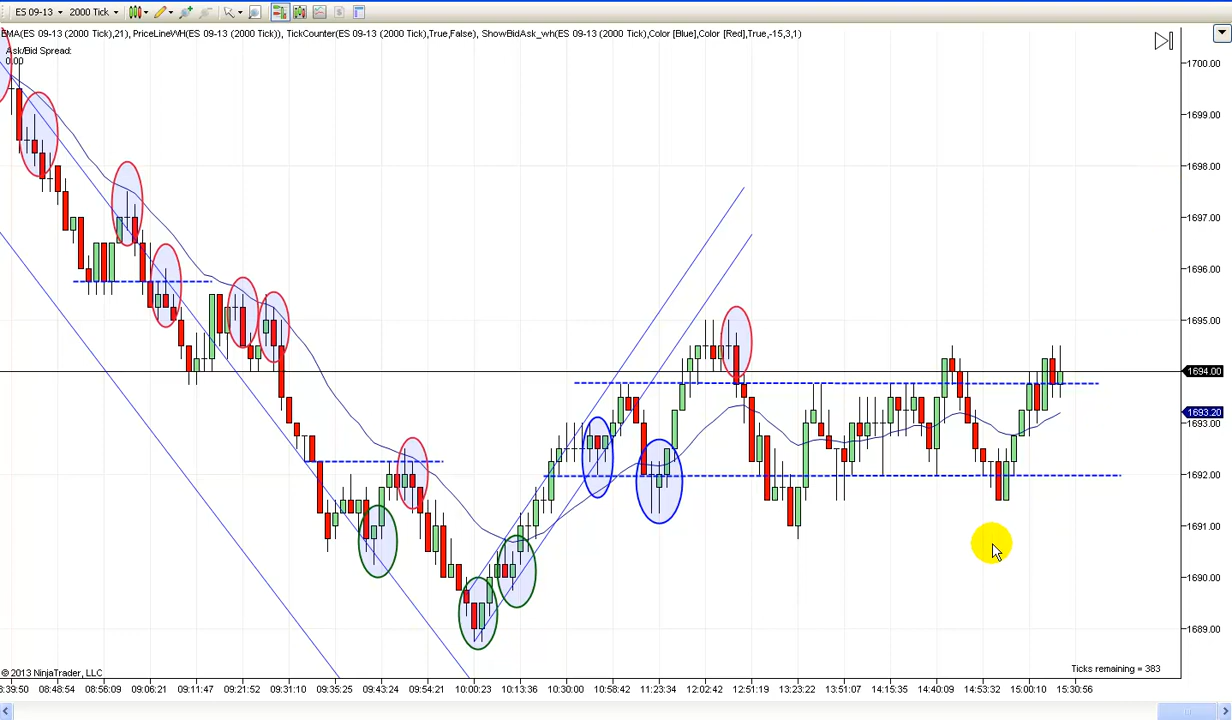 ES 09-13 2000 Tick
EMA(ES 09-13 (2000 Tick),21), PriceLineWH(ES 09-13 (2000 Tick)), TickCounter(ES 09-13 (2000 Tick),True,False), ShowBidAsk_wh(ES 09-13 (2000 Tick),Color [Blue],Color [Red],True,-15,3,1)
Ask/Bid Spread:
0.00
1700.00
1699.00
1698.00
1697.00
1696.00
1695.00
1694.00
1693.20
1693.00
1692.00
1691.00
1690.00
1689.00
© 2013 NinjaTrader, LLC
Ticks remaining = 383
8:39:50 08:48:54 08:56:09 09:06:21 09:11:47 09:21:52 09:31:10 09:35:25 09:43:24 09:54:21 10:00:23 10:13:36 10:30:00 10:58:42 11:23:34 12:02:42 12:51:19 13:23:22 13:51:07 14:15:35 14:40:09 14:53:32 15:00:10 15:30:56